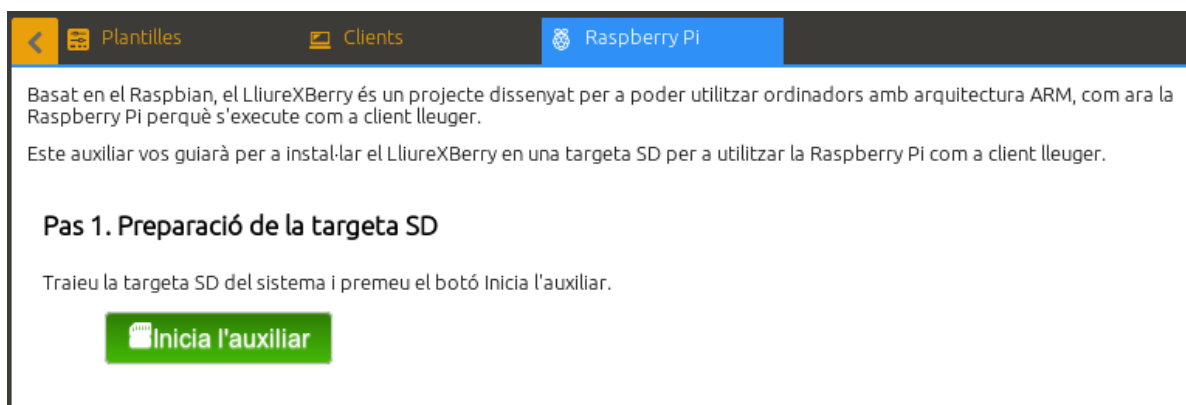 Plantilles
Clients
Raspberry Pi
Basat en el Raspbian, el LliureXBerry és un projecte dissenyat per a poder utilitzar ordinadors amb arquitectura ARM, com ara la
Raspberry Pi perquè s'execute com a client lleuger.
Este auxiliar vos guiarà per a instal·lar el LliureXBerry en una targeta SD per a utilitzar la Raspberry Pi com a client lleuger.
Pas 1. Preparació de la targeta SD
Traieu la targeta SD del sistema i premeu el botó Inicia l'auxiliar.
Inicia l'auxiliar